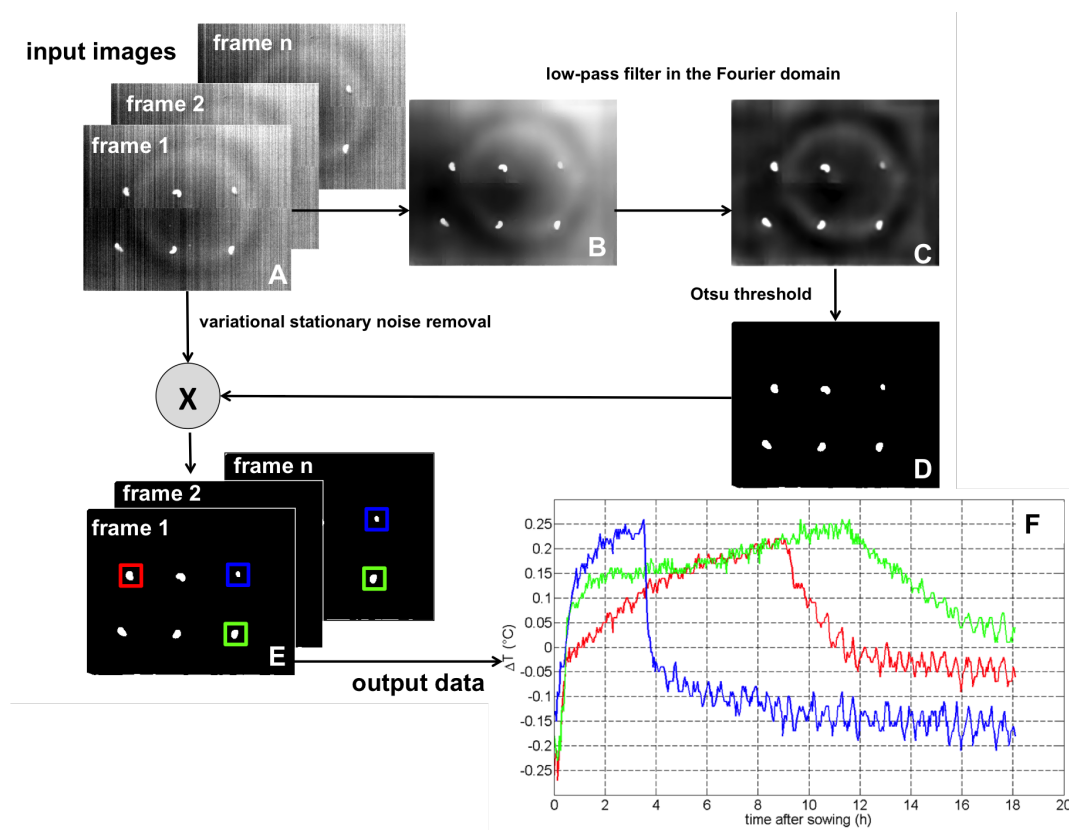 input images
frame n
frame 2
frame 1
A
low-pass filter in the Fourier domain
B
C
Otsu threshold
variational stationary noise removal
X
D
frame n
frame 2
frame 1
E
output data
F
ΔT (°C)
0.25
0.2
0.15
0.1
0.05
0
-0.05
-0.1
-0.15
-0.2
-0.25
0 2 4 6 8 10 12 14 16 18 20
time after sowing (h)